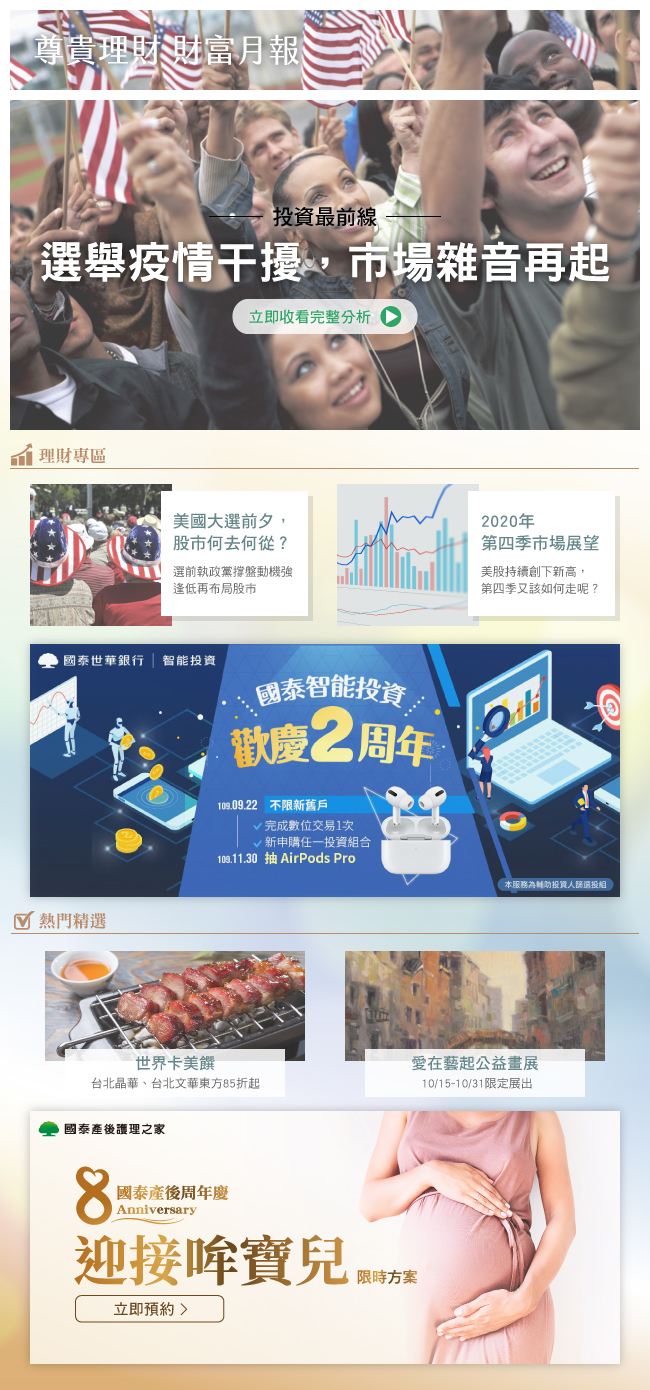 尊貴理財 財富月報
投資最前線
選舉疫情干擾，市場雜音再起
立即收看完整分析
理財專區
美國大選前夕，
股市何去何從？
選前執政黨撐盤動機強
逢低再布局股市
2020年
第四季市場展望
美股持續創下新高，
第四季又該如何走呢？
國泰世華銀行｜智能投資
國泰智能投資
歡慶2周年
109.09.22 不限新舊戶
完成數位交易1次
新申購任一投資組合
109.11.30 抽 AirPods Pro
本服務為輔助投資人篩選投組
熱門精選
世界卡美饌
台北晶華、台北文華東方85折起
愛在藝起公益畫展
10/15-10/31限定展出
國泰產後護理之家
8 國泰產後周年慶
Anniversary
迎接哞寶兒 限時方案
立即預約 >